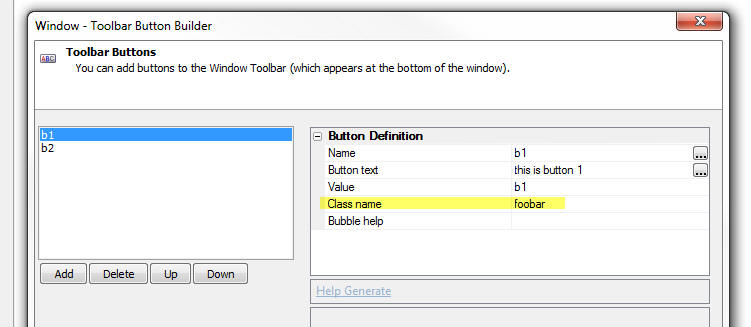 Window - Toolbar Button Builder
ABC
Toolbar Buttons
You can add buttons to the Window Toolbar (which appears at the bottom of the window).
b1
b2
Add Delete Up Down
Button Definition
Name b1 ...
Button text this is button 1 ...
Value b1
Class name foobar
Bubble help
Help Generate